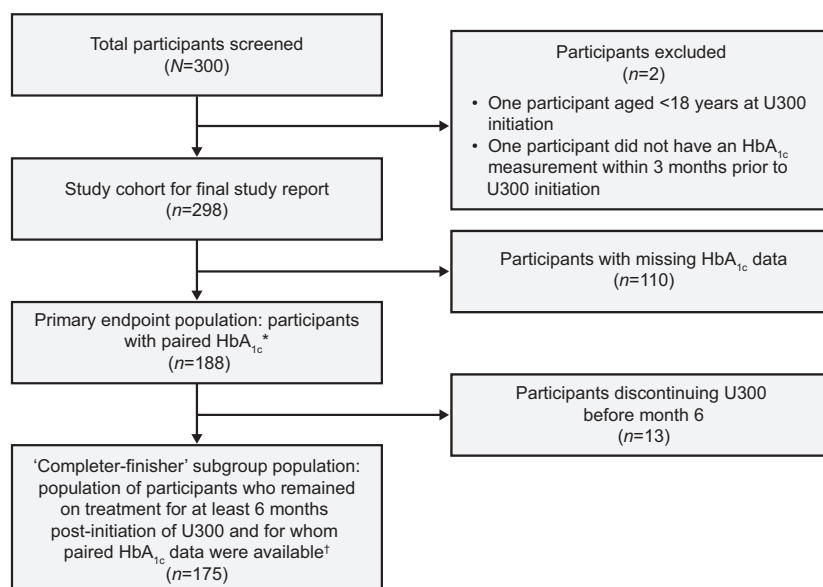 Total participants screened
(N=300)
Participants excluded
(n=2)
• One participant aged <18 years at U300
initiation
• One participant did not have an HbA1c
measurement within 3 months prior to
U300 initiation
Study cohort for final study report
(n=298)
Participants with missing HbA1c data
(n=110)
Primary endpoint population: participants
with paired HbA1c*
(n=188)
Participants discontinuing U300
before month 6
(n=13)
‘Completer-finisher’ subgroup population:
population of participants who remained
on treatment for at least 6 months
post-initiation of U300 and for whom
paired HbA1c data were available†
(n=175)